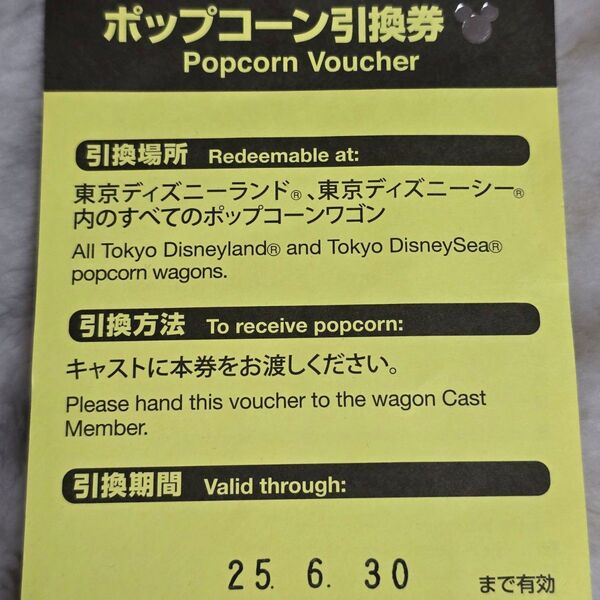 ポップコーン引換券
Popcorn Voucher
引換場所 Redeemable at:
東京ディズニーランド®、東京ディズニーシー®
内のすべてのポップコーンワゴン
All Tokyo Disneyland® and Tokyo DisneySea®
popcorn wagons.
引換方法 To receive popcorn:
キャストに本券をお渡しください。
Please hand this voucher to the wagon Cast
Member.
引換期間 Valid through:
25. 6. 30 まで有効